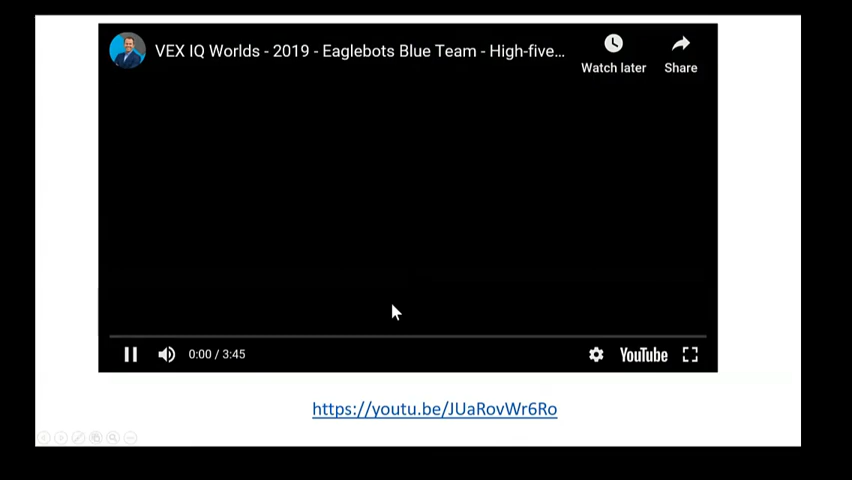 VEX IQ Worlds - 2019 - Eaglebots Blue Team - High-five...
Watch later
Share
0:00 / 3:45
YouTube
https://youtu.be/JUaRovWr6Ro